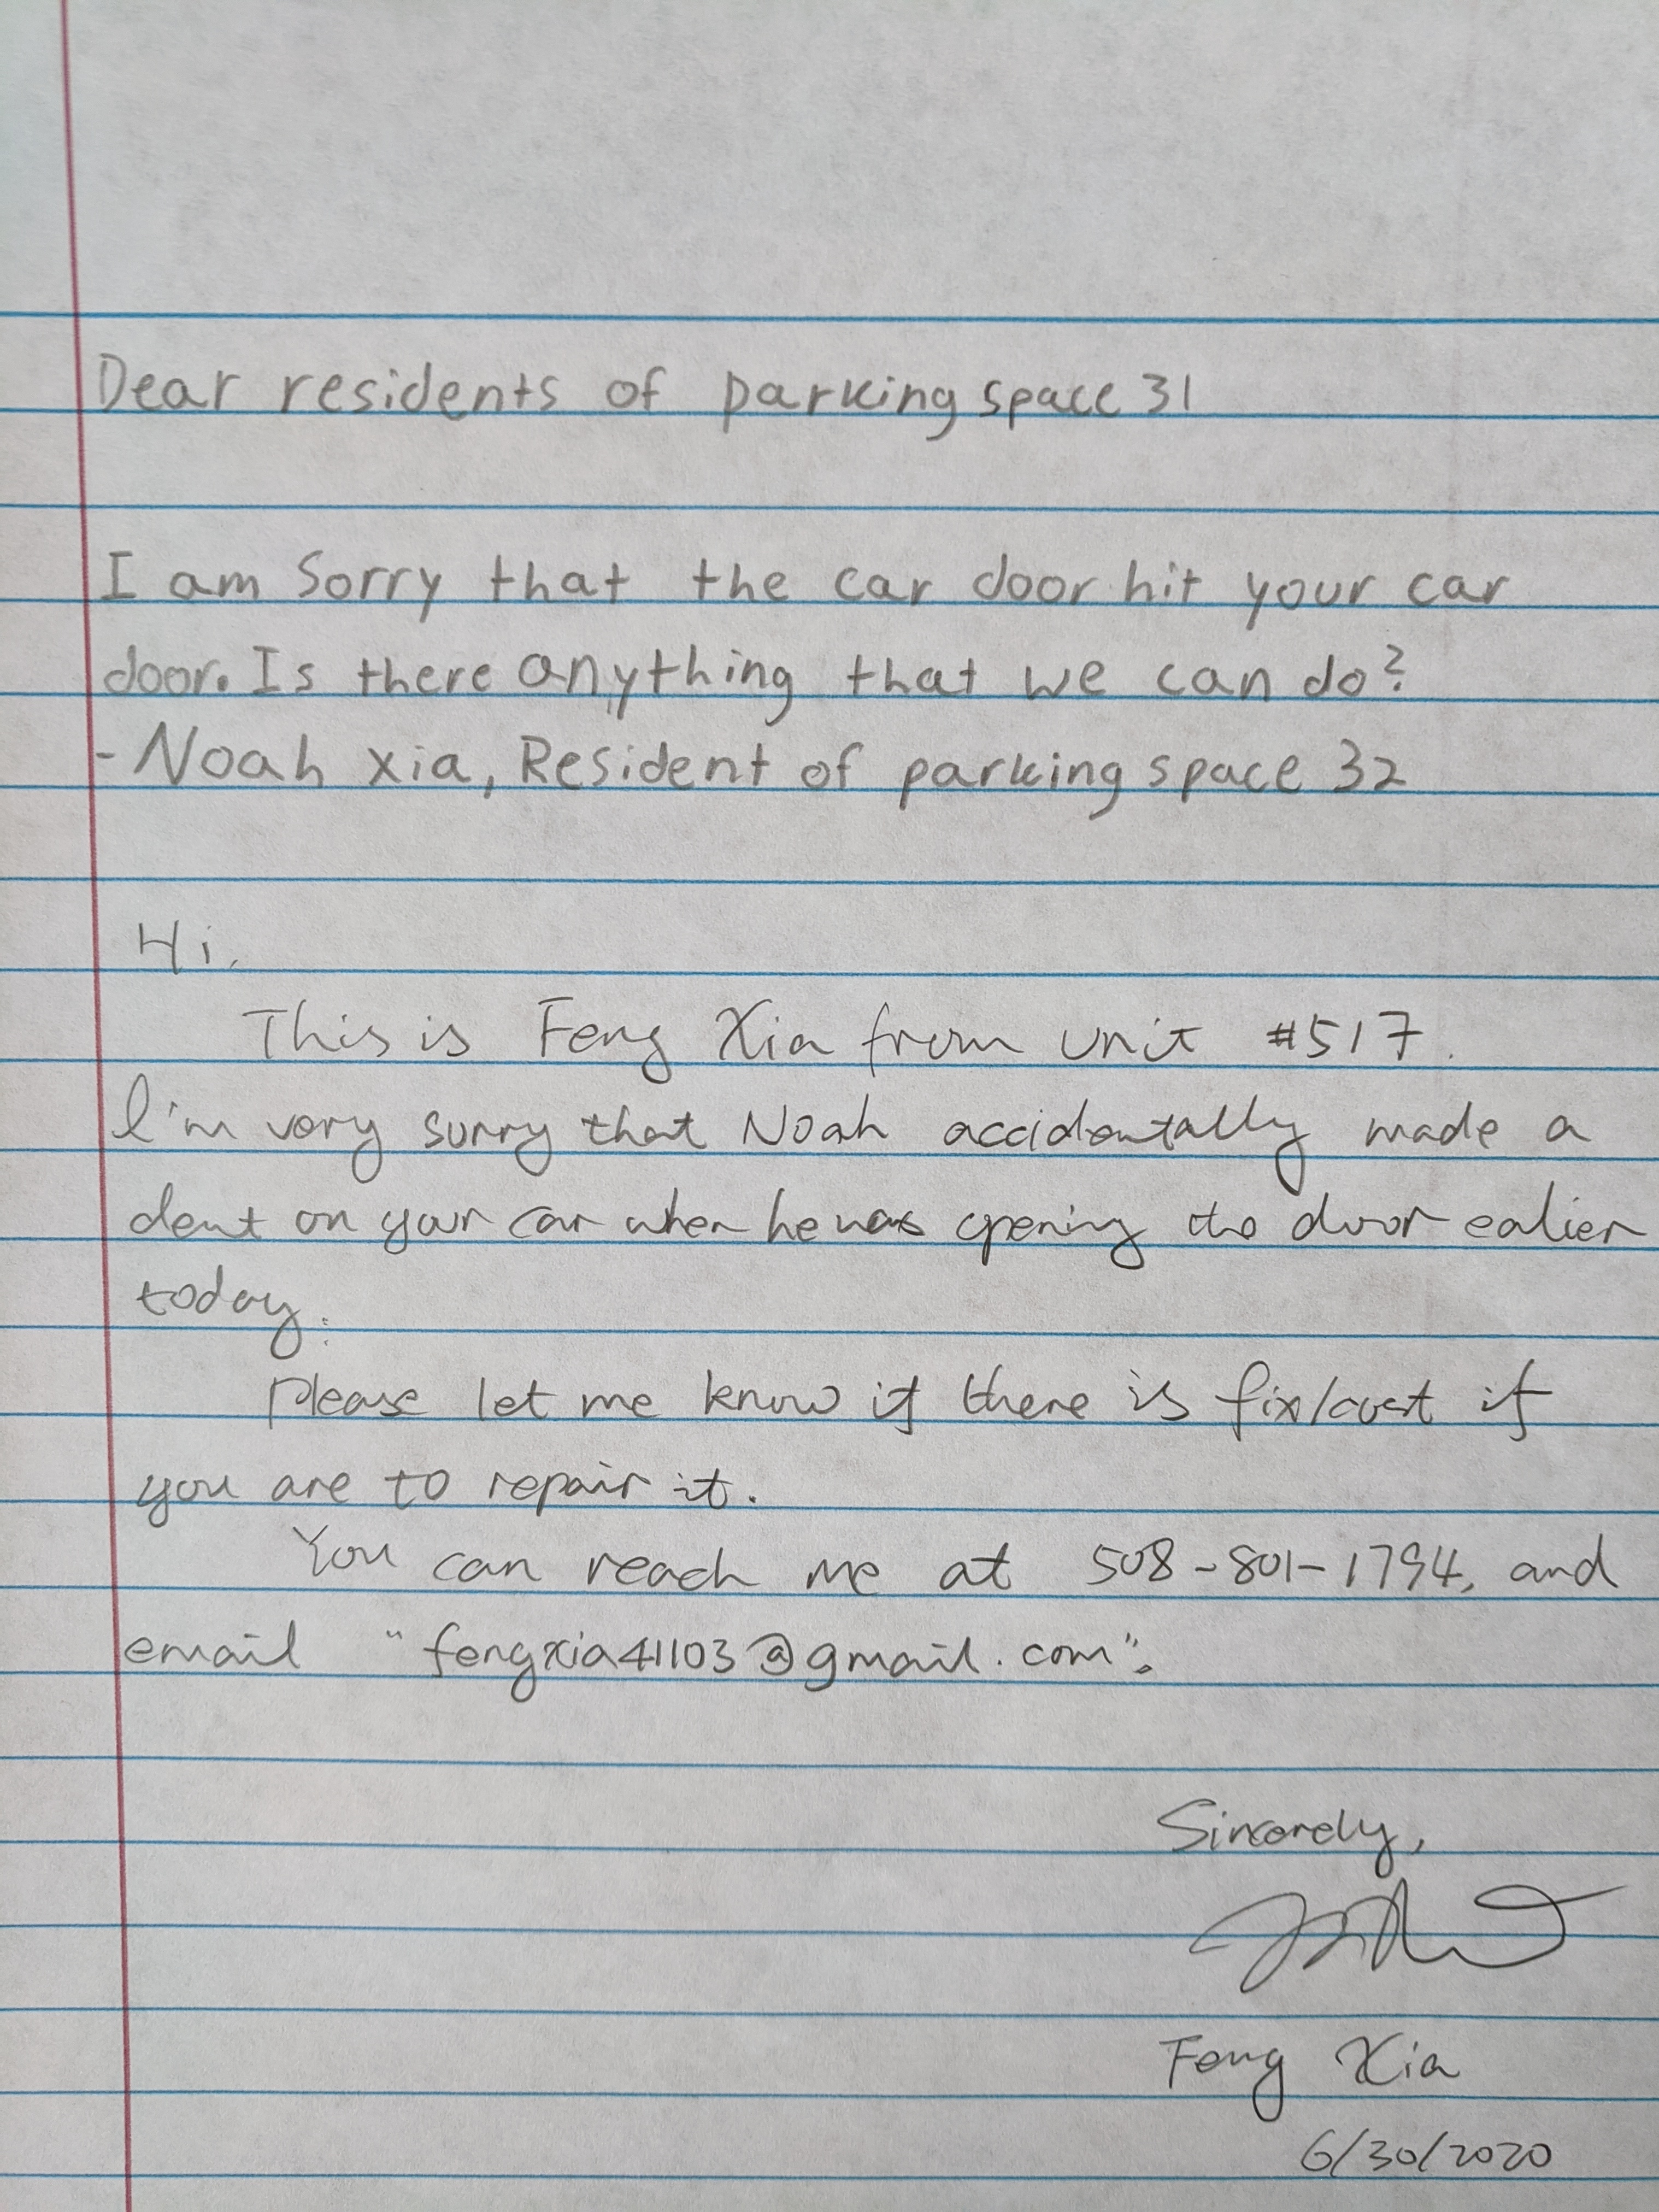 Dear residents of parking space 31
I am sorry that the car door hit your car
door. Is there anything that we can do?
- Noah Xia, Resident of parking space 32
Hi,
This is Feng Xia from unit #517.
I'm very sorry that Noah accidentally made a
dent on your car when he was opening the door ealier
today.
Please let me know if there is fix/cost if
you are to repair it.
You can reach me at 508-801-1794, and
email "fengxia41103@gmail.com".
Sincerely,
Feng Xia
6/30/2020